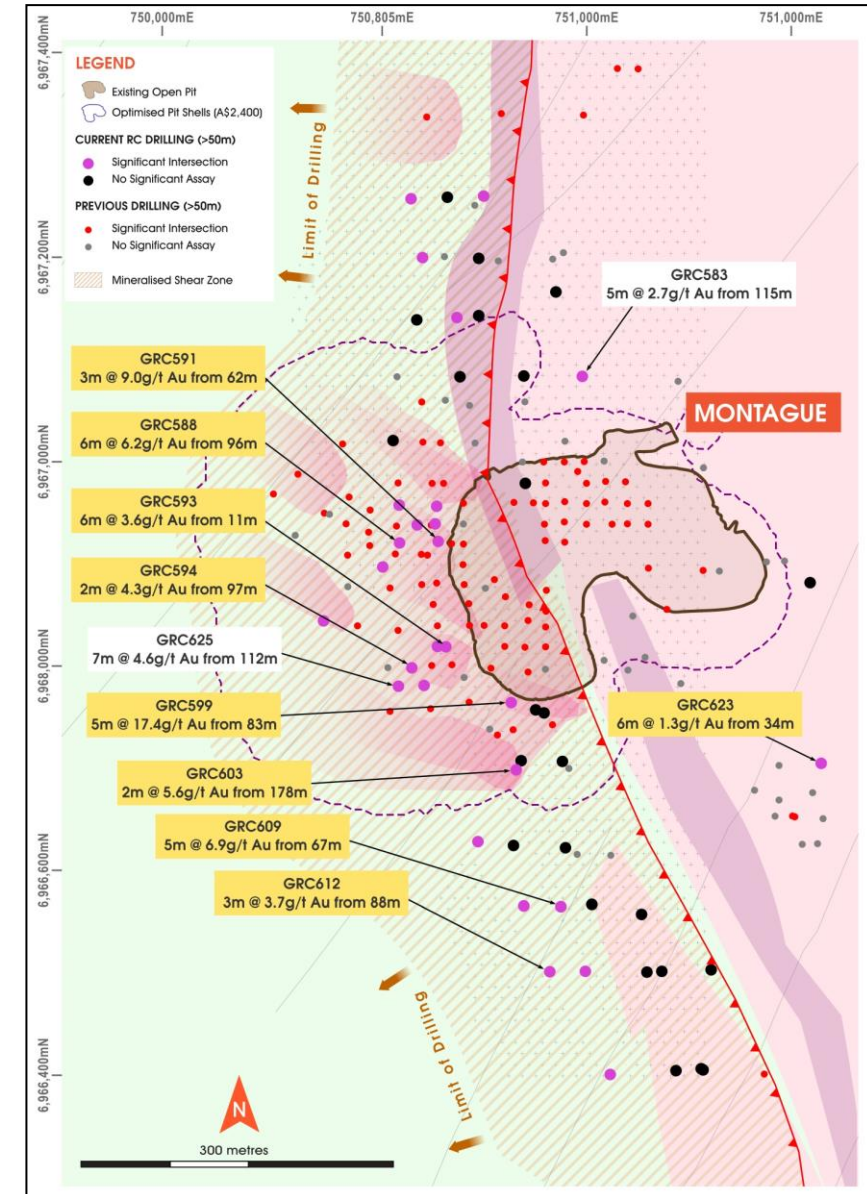 750,000mE
750,805mE
751,000mE
751,000mE
6,967,400mN
6,967,200mN
6,967,000mN
6,968,000mN
6,966,600mN
6,966,400mN
LEGEND
Existing Open Pit
Optimised Pit Shells (A$2,400)
CURRENT RC DRILLING (>50m)
Significant Intersection
No Significant Assay
PREVIOUS DRILLING (>50m)
Significant Intersection
No Significant Assay
Mineralised Shear Zone
Limit of Drilling
GRC583
5m @ 2.7g/t Au from 115m
MONTAGUE
GRC591
3m @ 9.0g/t Au from 62m
GRC588
6m @ 6.2g/t Au from 96m
GRC593
6m @ 3.6g/t Au from 11m
GRC594
2m @ 4.3g/t Au from 97m
GRC625
7m @ 4.6g/t Au from 112m
GRC599
5m @ 17.4g/t Au from 83m
GRC623
6m @ 1.3g/t Au from 34m
GRC603
2m @ 5.6g/t Au from 178m
GRC609
5m @ 6.9g/t Au from 67m
GRC612
3m @ 3.7g/t Au from 88m
Limit of Drilling
N
300 metres